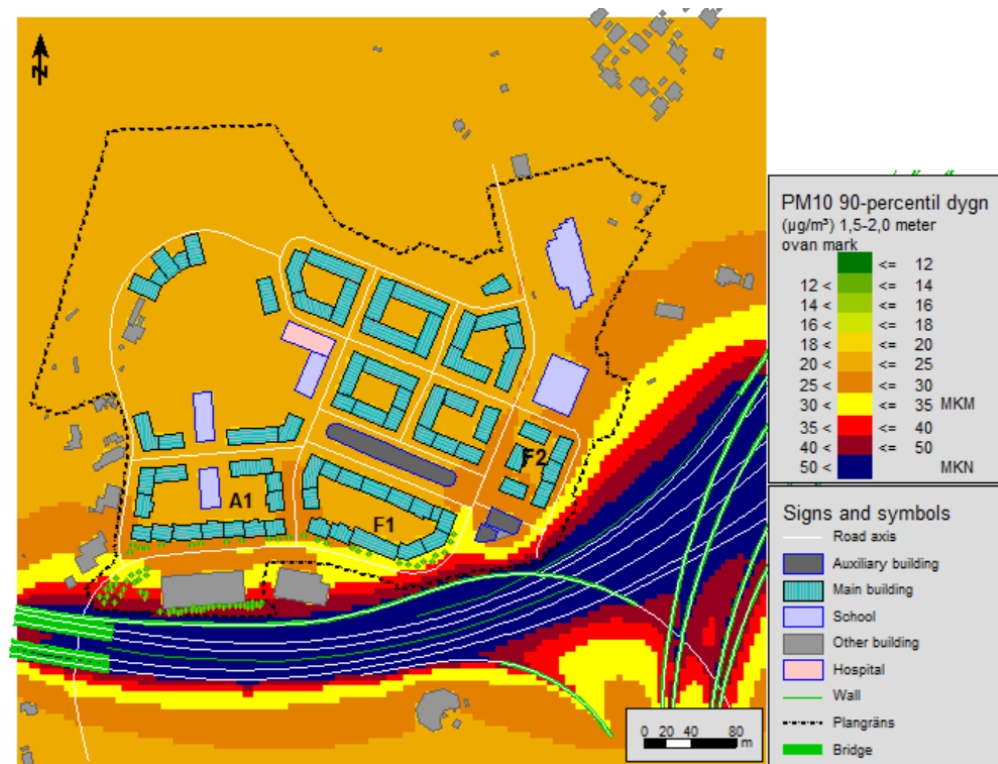 N
A1
F1
F2
0 20 40 80
m
PM10 90-percentil dygn
(µg/m³) 1,5-2,0 meter
ovan mark
<= 12
12 < <= 14
14 < <= 16
16 < <= 18
18 < <= 20
20 < <= 25
25 < <= 30
30 < <= 35 MKM
35 < <= 40
40 < <= 50
50 < MKN
Signs and symbols
Road axis
Auxiliary building
Main building
School
Other building
Hospital
Wall
Plangräns
Bridge